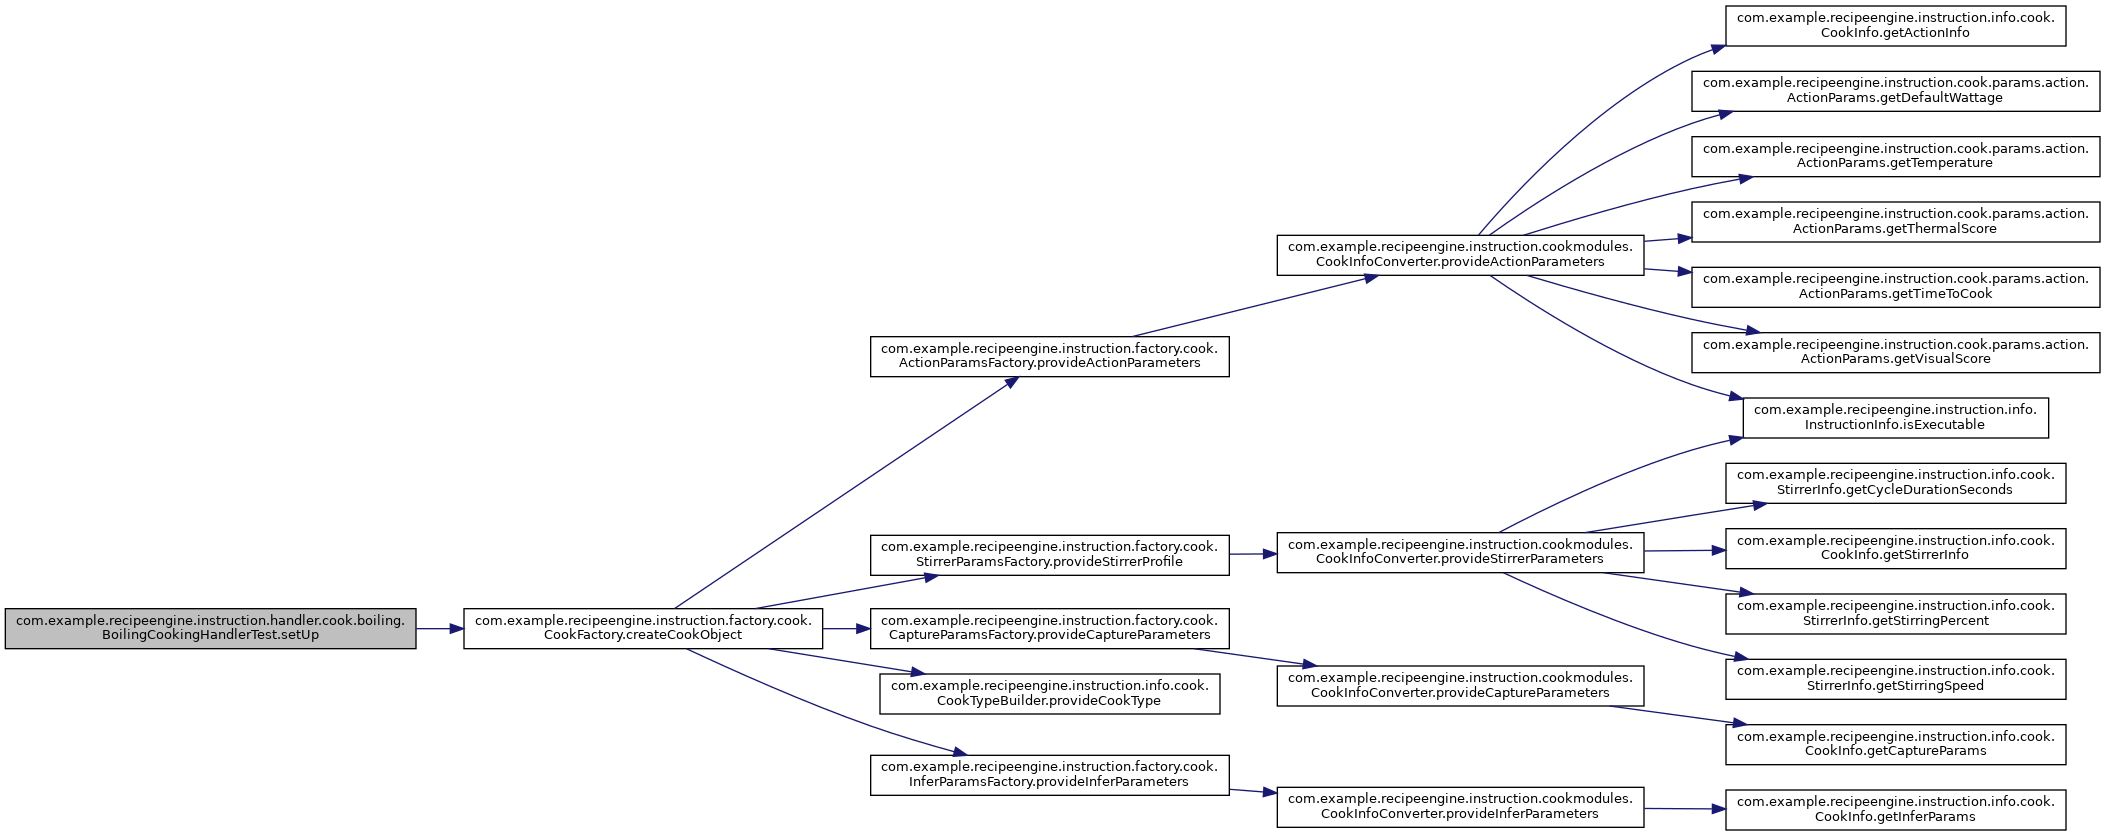 com.example.recipeengine.instruction.handler.cook.boiling.
BoilingCookingHandlerTest.setUp
com.example.recipeengine.instruction.factory.cook.
CookFactory.createCookObject
com.example.recipeengine.instruction.factory.cook.
ActionParamsFactory.provideActionParameters
com.example.recipeengine.instruction.factory.cook.
StirrerParamsFactory.provideStirrerProfile
com.example.recipeengine.instruction.factory.cook.
CaptureParamsFactory.provideCaptureParameters
com.example.recipeengine.instruction.info.cook.
CookTypeBuilder.provideCookType
com.example.recipeengine.instruction.factory.cook.
InferParamsFactory.provideInferParameters
com.example.recipeengine.instruction.cookmodules.
CookInfoConverter.provideActionParameters
com.example.recipeengine.instruction.cookmodules.
CookInfoConverter.provideStirrerParameters
com.example.recipeengine.instruction.cookmodules.
CookInfoConverter.provideCaptureParameters
com.example.recipeengine.instruction.cookmodules.
CookInfoConverter.provideInferParameters
com.example.recipeengine.instruction.info.cook.
CookInfo.getActionInfo
com.example.recipeengine.instruction.cook.params.action.
ActionParams.getDefaultWattage
com.example.recipeengine.instruction.cook.params.action.
ActionParams.getTemperature
com.example.recipeengine.instruction.cook.params.action.
ActionParams.getThermalScore
com.example.recipeengine.instruction.cook.params.action.
ActionParams.getTimeToCook
com.example.recipeengine.instruction.cook.params.action.
ActionParams.getVisualScore
com.example.recipeengine.instruction.info.
InstructionInfo.isExecutable
com.example.recipeengine.instruction.info.cook.
StirrerInfo.getCycleDurationSeconds
com.example.recipeengine.instruction.info.cook.
CookInfo.getStirrerInfo
com.example.recipeengine.instruction.info.cook.
StirrerInfo.getStirringPercent
com.example.recipeengine.instruction.info.cook.
StirrerInfo.getStirringSpeed
com.example.recipeengine.instruction.info.cook.
CookInfo.getCaptureParams
com.example.recipeengine.instruction.info.cook.
CookInfo.getInferParams